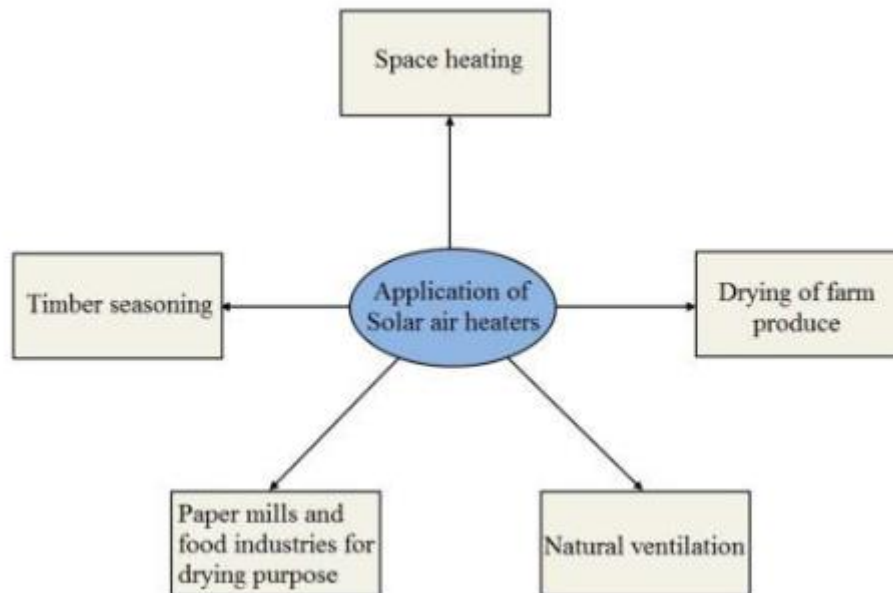 Space heating
Timber seasoning
Application of
Solar air heaters
Drying of farm
produce
Paper mills and
food industries for
drying purpose
Natural ventilation